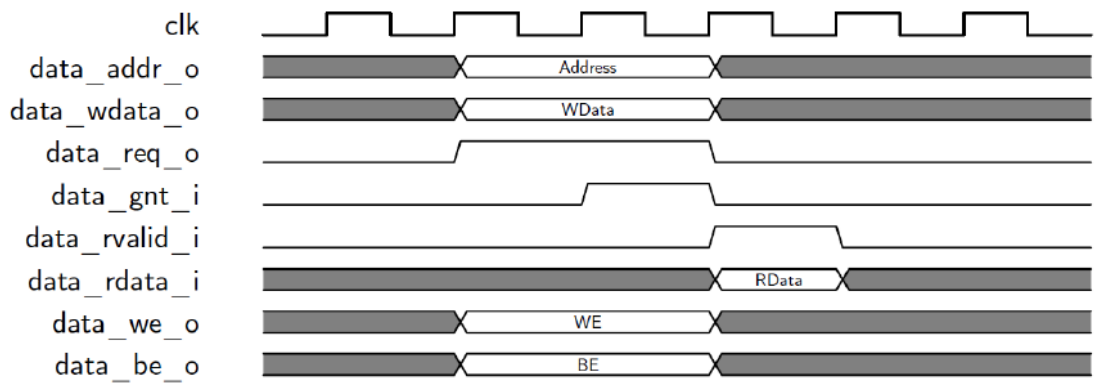 clk
data_addr_o Address
data_wdata_o WData
data_req_o
data_gnt_i
data_rvalid_i
data_rdata_i RData
data_we_o WE
data_be_o BE